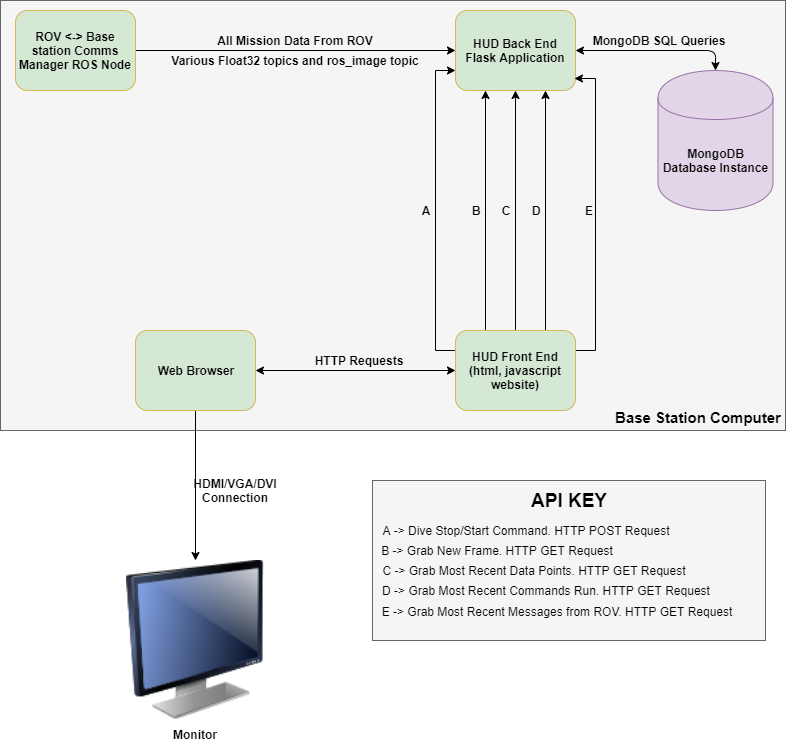 ROV <-> Base
station Comms
Manager ROS Node
All Mission Data From ROV
Various Float32 topics and ros_image topic
HUD Back End
Flask Application
MongoDB SQL Queries
MongoDB
Database Instance
A
B
C
D
E
Web Browser
HTTP Requests
HUD Front End
(html, javascript
website)
Base Station Computer
HDMI/VGA/DVI
Connection
API KEY
A -> Dive Stop/Start Command. HTTP POST Request
B -> Grab New Frame. HTTP GET Request
C -> Grab Most Recent Data Points. HTTP GET Request
D -> Grab Most Recent Commands Run. HTTP GET Request
E -> Grab Most Recent Messages from ROV. HTTP GET Request
Monitor